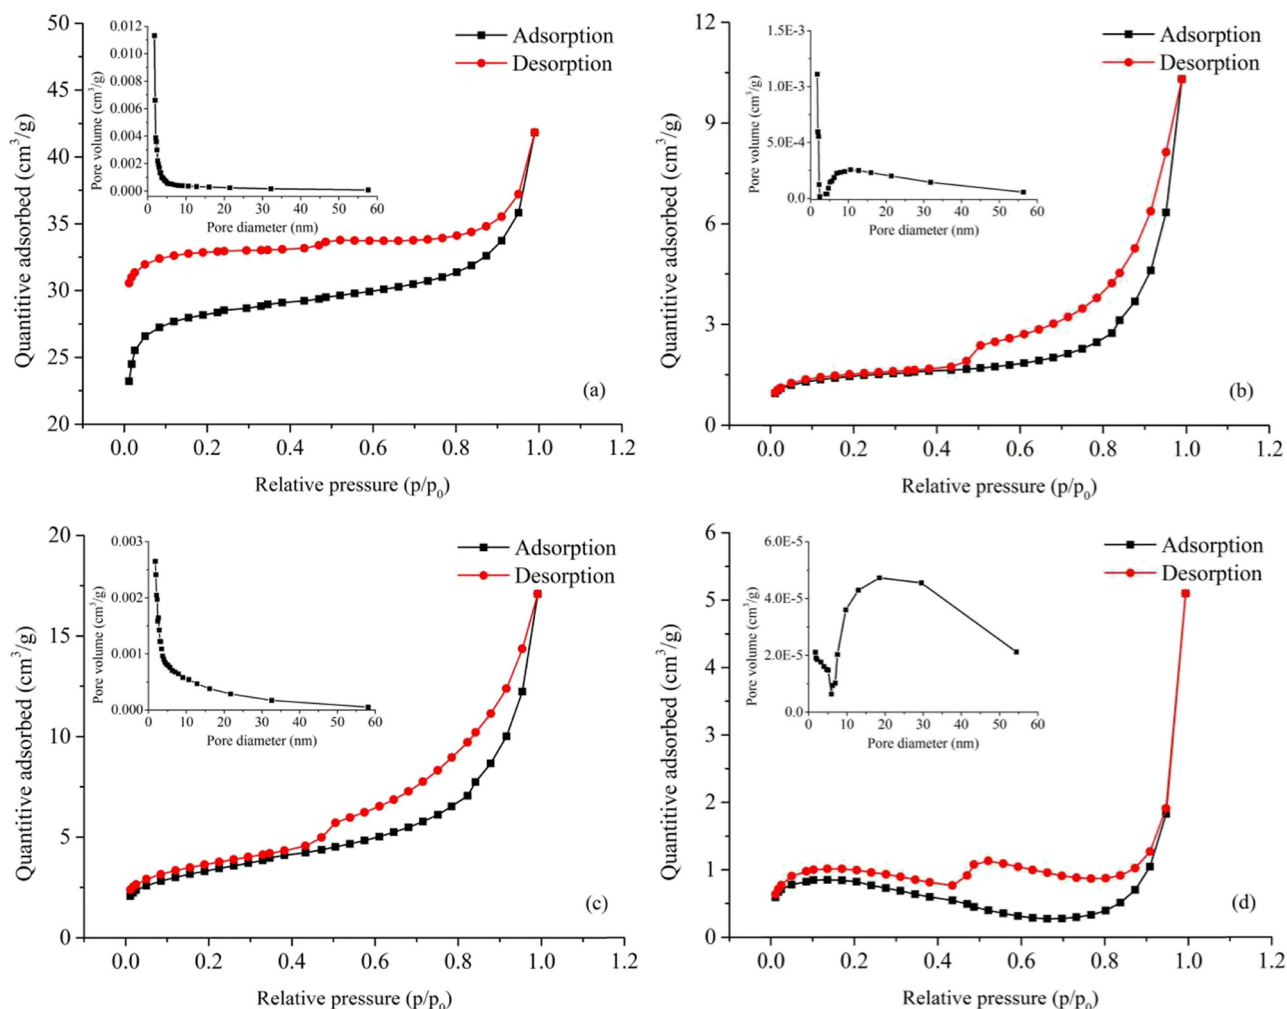 50
45
40
35
30
25
20
0.0 0.2 0.4 0.6 0.8 1.0 1.2
Quantitive adsorbed (cm³/g)
Relative pressure (p/p₀)
Adsorption
Desorption
(a)
0.012
0.010
0.008
0.006
0.004
0.002
0.000
0 10 20 30 40 50 60
Pore volume (cm³/g)
Pore diameter (nm)
12
9
6
3
0
0.0 0.2 0.4 0.6 0.8 1.0 1.2
Quantitive adsorbed (cm³/g)
Relative pressure (p/p₀)
Adsorption
Desorption
(b)
1.5E-3
1.0E-3
5.0E-4
0.0
0 10 20 30 40 50 60
Pore volume (cm³/g)
Pore diameter (nm)
20
15
10
5
0
0.0 0.2 0.4 0.6 0.8 1.0 1.2
Quantitive adsorbed (cm³/g)
Relative pressure (p/p₀)
Adsorption
Desorption
(c)
0.003
0.002
0.001
0.000
0 10 20 30 40 50 60
Pore volume (cm³/g)
Pore diameter (nm)
6
5
4
3
2
1
0
0.0 0.2 0.4 0.6 0.8 1.0 1.2
Quantitive adsorbed (cm³/g)
Relative pressure (p/p₀)
Adsorption
Desorption
(d)
6.0E-5
4.0E-5
2.0E-5
0.0
0 10 20 30 40 50 60
Pore volume (cm³/g)
Pore diameter (nm)